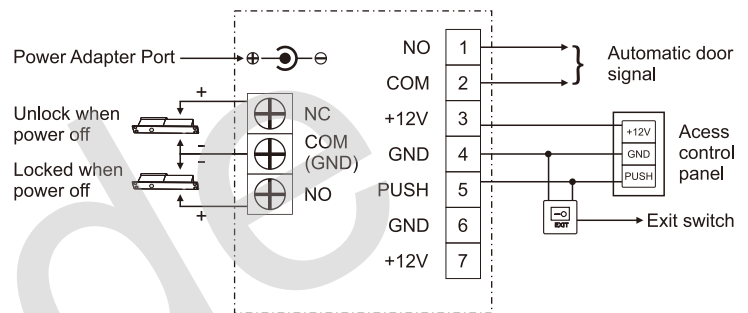 Power Adapter Port
+
Unlock when
power off
-
-
Locked when
power off
+
NC
COM
(GND)
NO
NO 1
COM 2
+12V 3
GND 4
PUSH 5
GND 6
+12V 7
Automatic door
signal
+12V
GND
PUSH
Acess
control
panel
EXIT
Exit switch
de